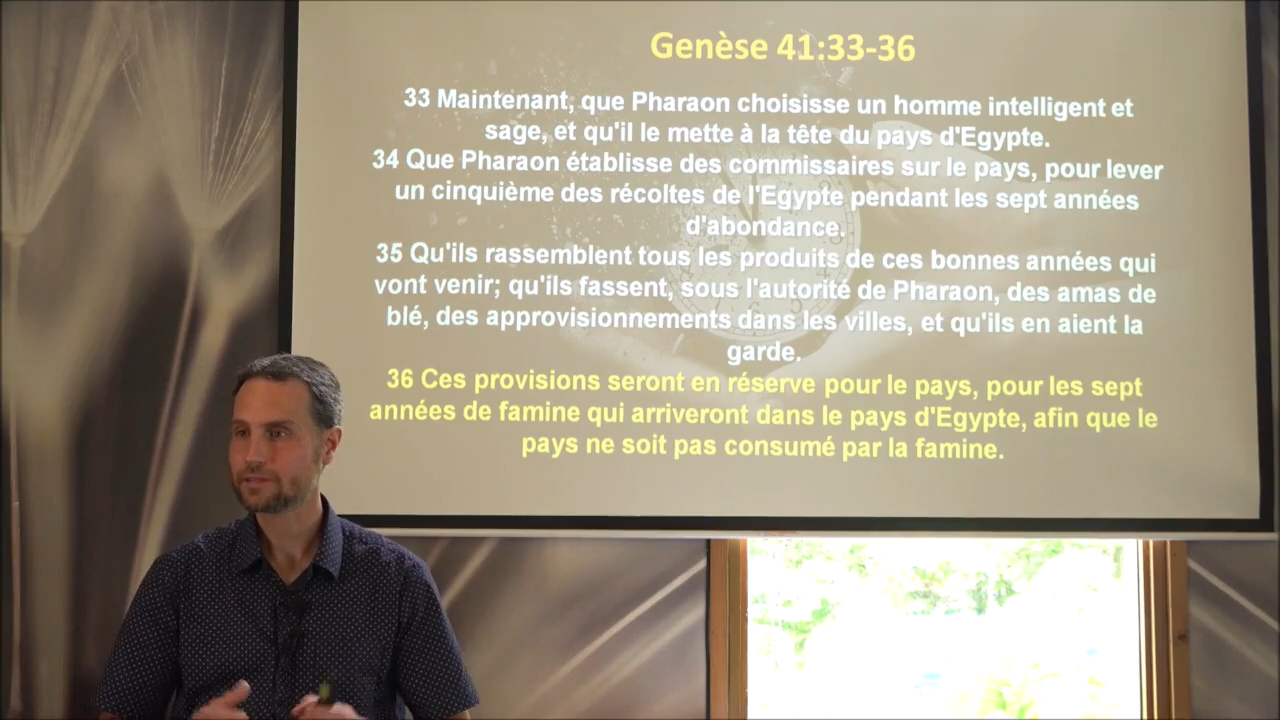 Genèse 41:33-36
33 Maintenant, que Pharaon choisisse un homme intelligent et
sage, et qu'il le mette à la tête du pays d'Egypte.
34 Que Pharaon établisse des commissaires sur le pays, pour lever
un cinquième des récoltes de l'Egypte pendant les sept années
d'abondance.
35 Qu'ils rassemblent tous les produits de ces bonnes années qui
vont venir; qu'ils fassent, sous l'autorité de Pharaon, des amas de
blé, des approvisionnements dans les villes, et qu'ils en aient la
garde.
36 Ces provisions seront en réserve pour le pays, pour les sept
années de famine qui arriveront dans le pays d'Egypte, afin que le
pays ne soit pas consumé par la famine.